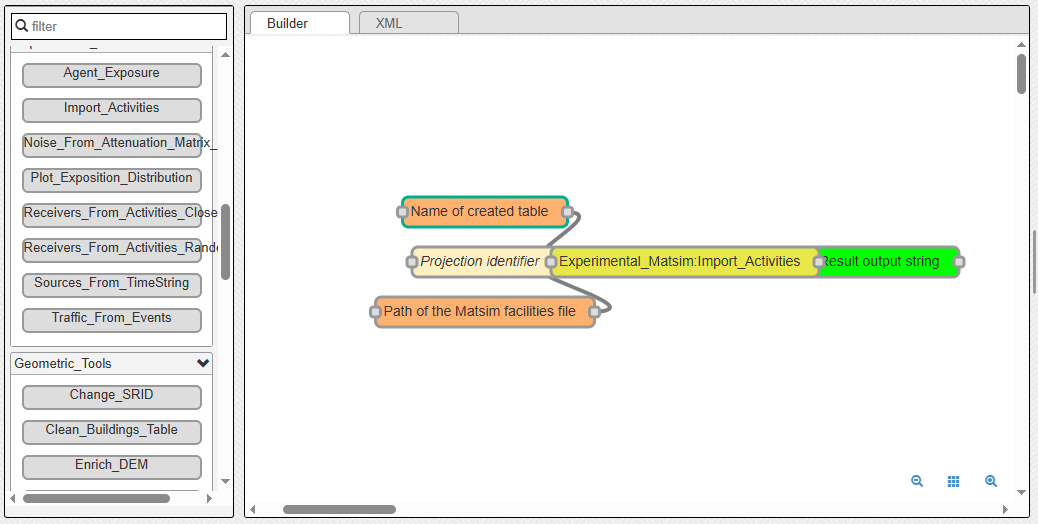 filter
Agent_Exposure
Import_Activities
Noise_From_Attenuation_Matrix_
Plot_Exposition_Distribution
Receivers_From_Activities_Close
Receivers_From_Activities_Rand
Sources_From_TimeString
Traffic_From_Events
Geometric_Tools
Change_SRID
Clean_Buildings_Table
Enrich_DEM
Builder
XML
Name of created table
Projection identifier
Experimental_Matsim:Import_Activities
Result output string
Path of the Matsim facilities file